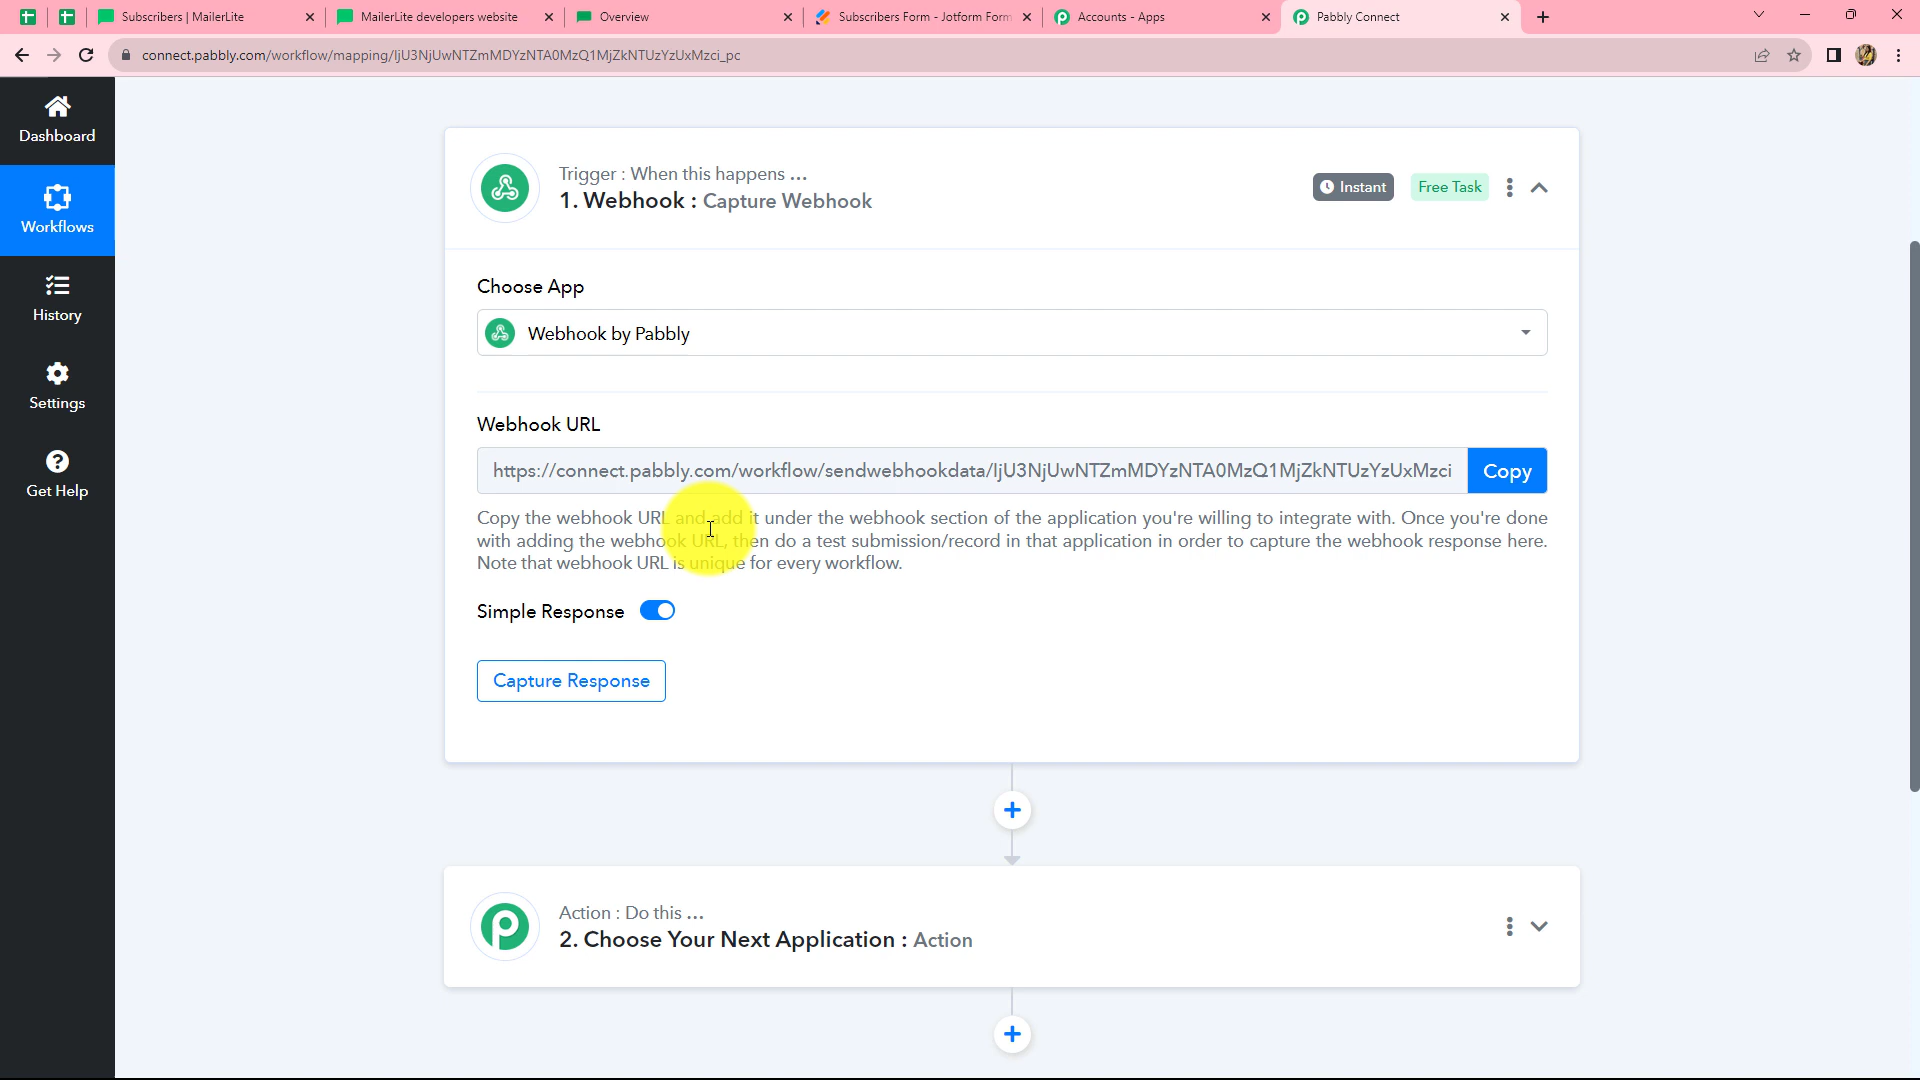 Subscribers | MailerLite
MailerLite developers website
Overview
Subscribers Form - Jotform Form
Accounts - Apps
Pabbly Connect
connect.pabbly.com/workflow/mapping/IjU3NjUwNTZmMDYzNTA0MzQ1MjZkNTUzYzUxMzci_pc
Dashboard
Workflows
History
Settings
Get Help
Trigger : When this happens ...
1. Webhook : Capture Webhook
Instant
Free Task
Choose App
Webhook by Pabbly
Webhook URL
https://connect.pabbly.com/workflow/sendwebhookdata/IjU3NjUwNTZmMDYzNTA0MzQ1MjZkNTUzYzUxMzci
Copy
Copy the webhook URL and add it under the webhook section of the application you're willing to integrate with. Once you're done
with adding the webhook URL, then do a test submission/record in that application in order to capture the webhook response here.
Note that webhook URL is unique for every workflow.
Simple Response
Capture Response
Action : Do this ...
2. Choose Your Next Application : Action